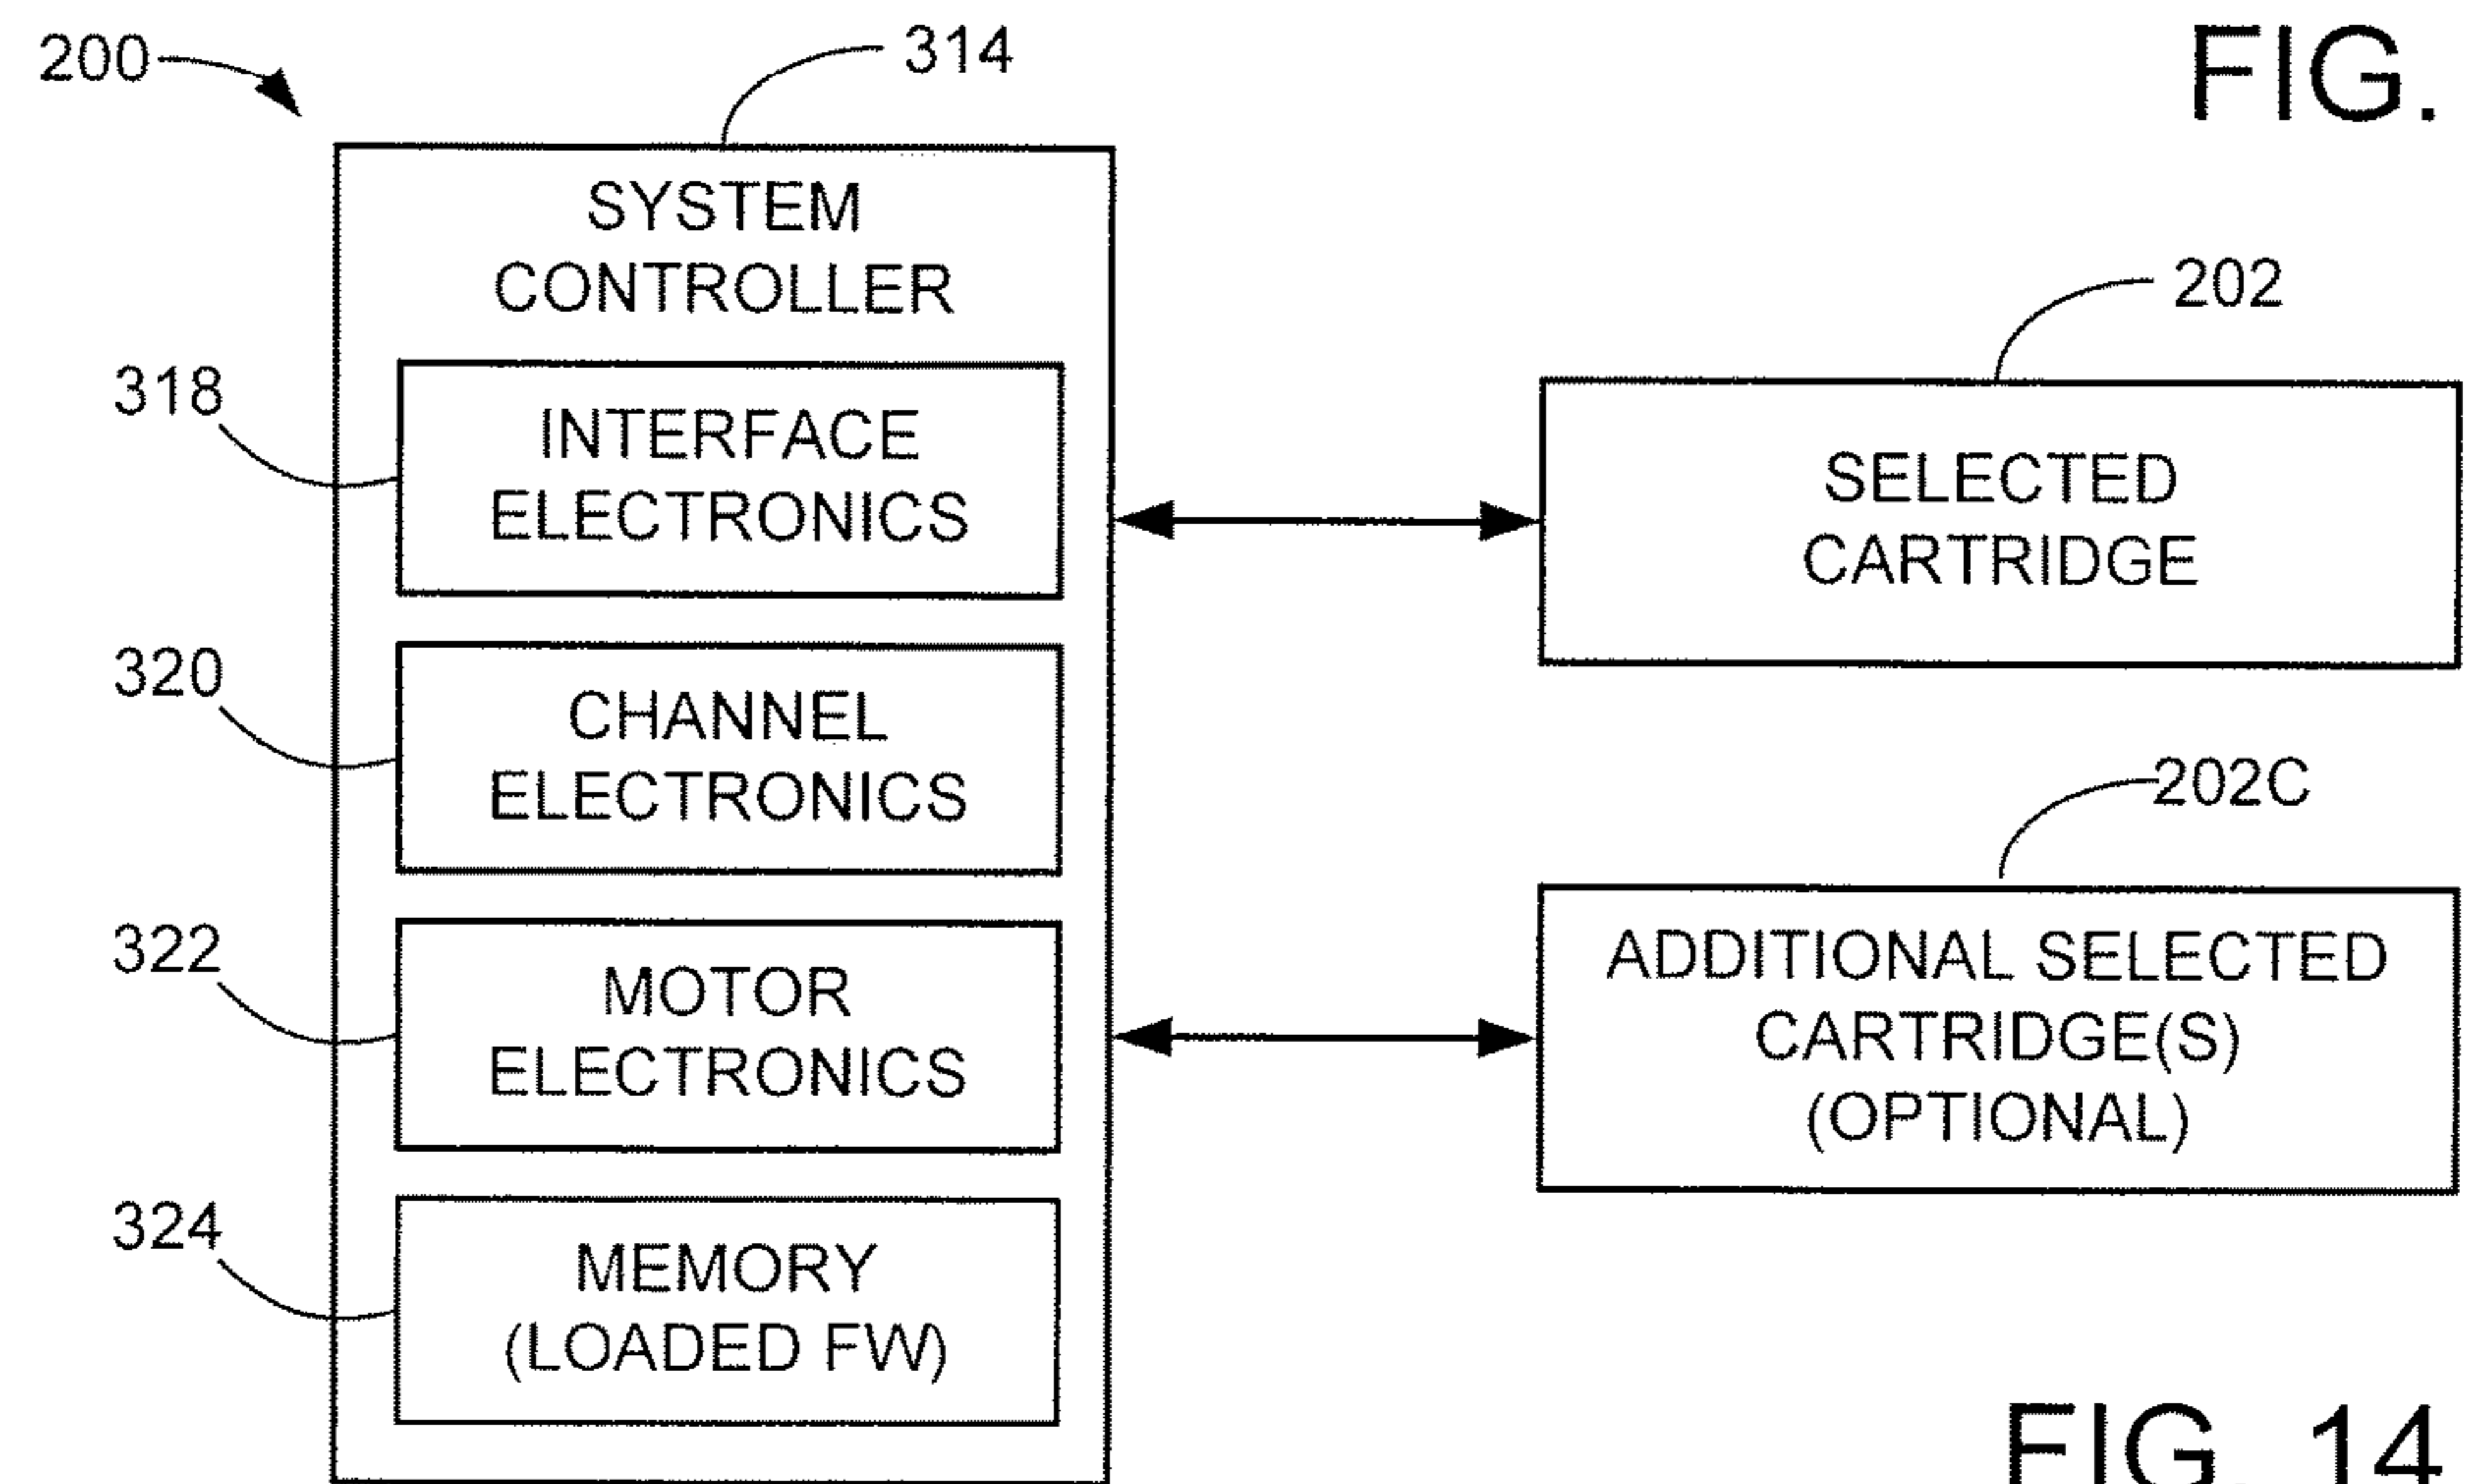 200
314
FIG.
SYSTEM
CONTROLLER
202
318
INTERFACE
ELECTRONICS
SELECTED
CARTRIDGE
320
CHANNEL
ELECTRONICS
202C
322
MOTOR
ELECTRONICS
ADDITIONAL SELECTED
CARTRIDGE(S)
(OPTIONAL)
324
MEMORY
(LOADED FW)
FIG. 14